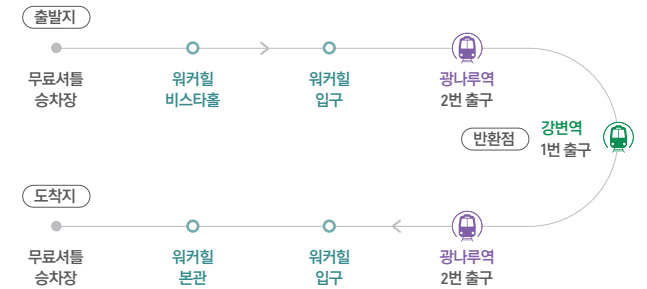 출발지
무료셔틀
승차장
워커힐
비스타홀
워커힐
입구
광나루역
2번 출구
반환점
강변역
1번 출구
도착지
무료셔틀
승차장
워커힐
본관
워커힐
입구
광나루역
2번 출구